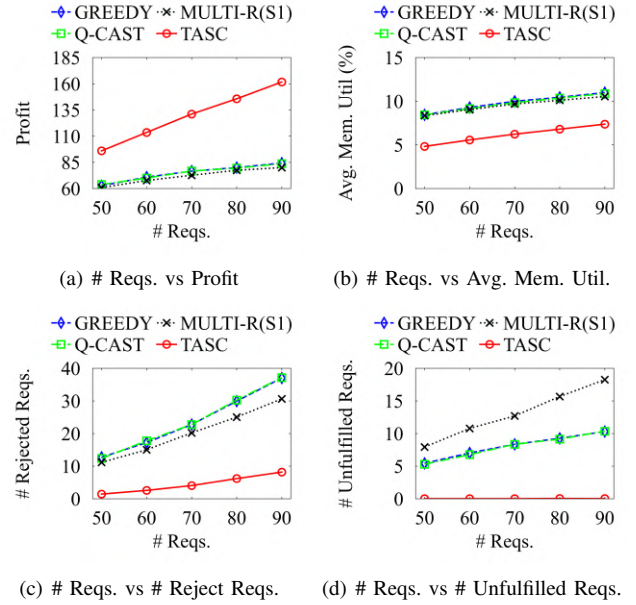 GREEDY MULTI-R(S1)
Q-CAST TASC
Profit
185
160
135
110
85
60
50 60 70 80 90
# Reqs.
(a) # Reqs. vs Profit
GREEDY MULTI-R(S1)
Q-CAST TASC
Avg. Mem. Util (%)
15
10
5
0
50 60 70 80 90
# Reqs.
(b) # Reqs. vs Avg. Mem. Util.
GREEDY MULTI-R(S1)
Q-CAST TASC
# Rejected Reqs.
40
30
20
10
0
50 60 70 80 90
# Reqs.
(c) # Reqs. vs # Reject Reqs.
GREEDY MULTI-R(S1)
Q-CAST TASC
# Unfulfilled Reqs.
20
15
10
5
0
50 60 70 80 90
# Reqs.
(d) # Reqs. vs # Unfulfilled Reqs.